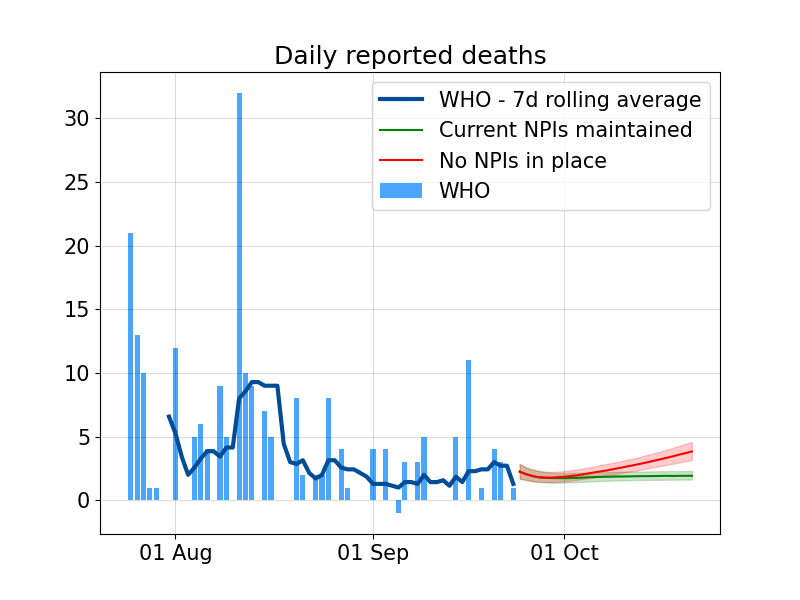 Daily reported deaths
WHO - 7d rolling average
Current NPIs maintained
No NPIs in place
WHO
30
25
20
15
10
5
0
01 Aug
01 Sep
01 Oct